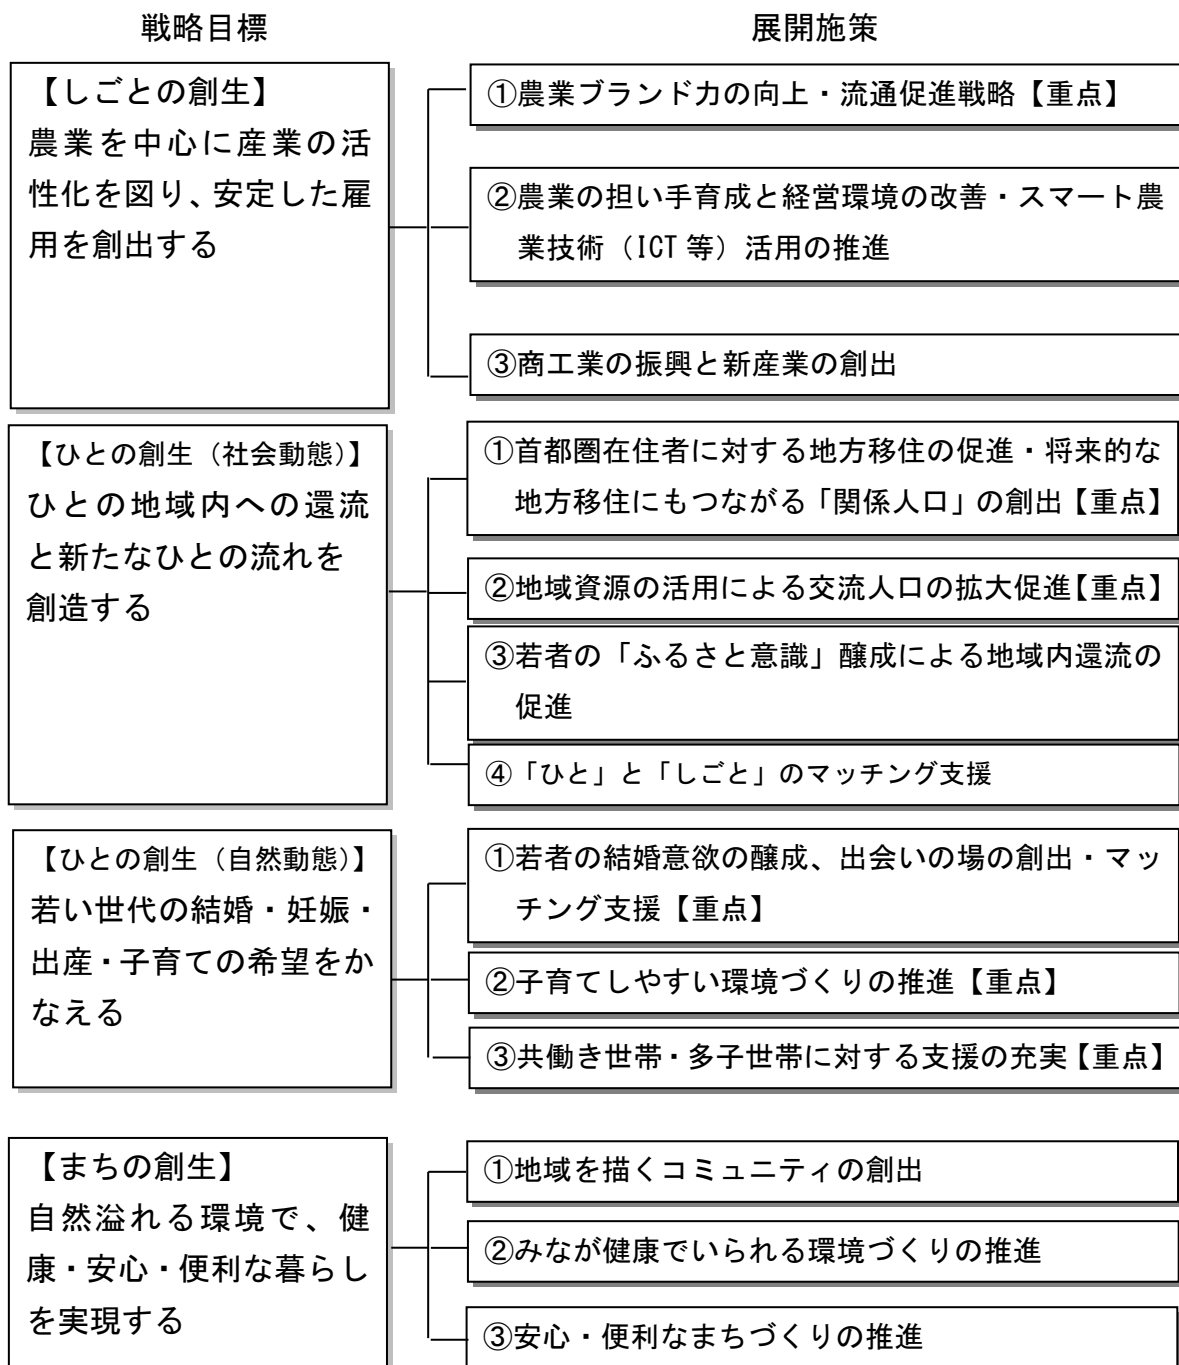 戦略目標
展開施策
【しごとの創生】
農業を中心に産業の活
性化を図り、安定した雇
用を創出する
①農業ブランド力の向上・流通促進戦略【重点】
②農業の担い手育成と経営環境の改善・スマート農
業技術（ICT 等）活用の推進
③商工業の振興と新産業の創出
【ひとの創生（社会動態）】
ひとの地域内への還流
と新たなひとの流れを
創造する
①首都圏在住者に対する地方移住の促進・将来的な
地方移住にもつながる「関係人口」の創出【重点】
②地域資源の活用による交流人口の拡大促進【重点】
③若者の「ふるさと意識」醸成による地域内還流の
促進
④「ひと」と「しごと」のマッチング支援
【ひとの創生（自然動態）】
若い世代の結婚・妊娠・
出産・子育ての希望をか
なえる
①若者の結婚意欲の醸成、出会いの場の創出・マッ
チング支援【重点】
②子育てしやすい環境づくりの推進【重点】
③共働き世帯・多子世帯に対する支援の充実【重点】
【まちの創生】
自然溢れる環境で、健
康・安心・便利な暮らし
を実現する
①地域を描くコミュニティの創出
②みなが健康でいられる環境づくりの推進
③安心・便利なまちづくりの推進